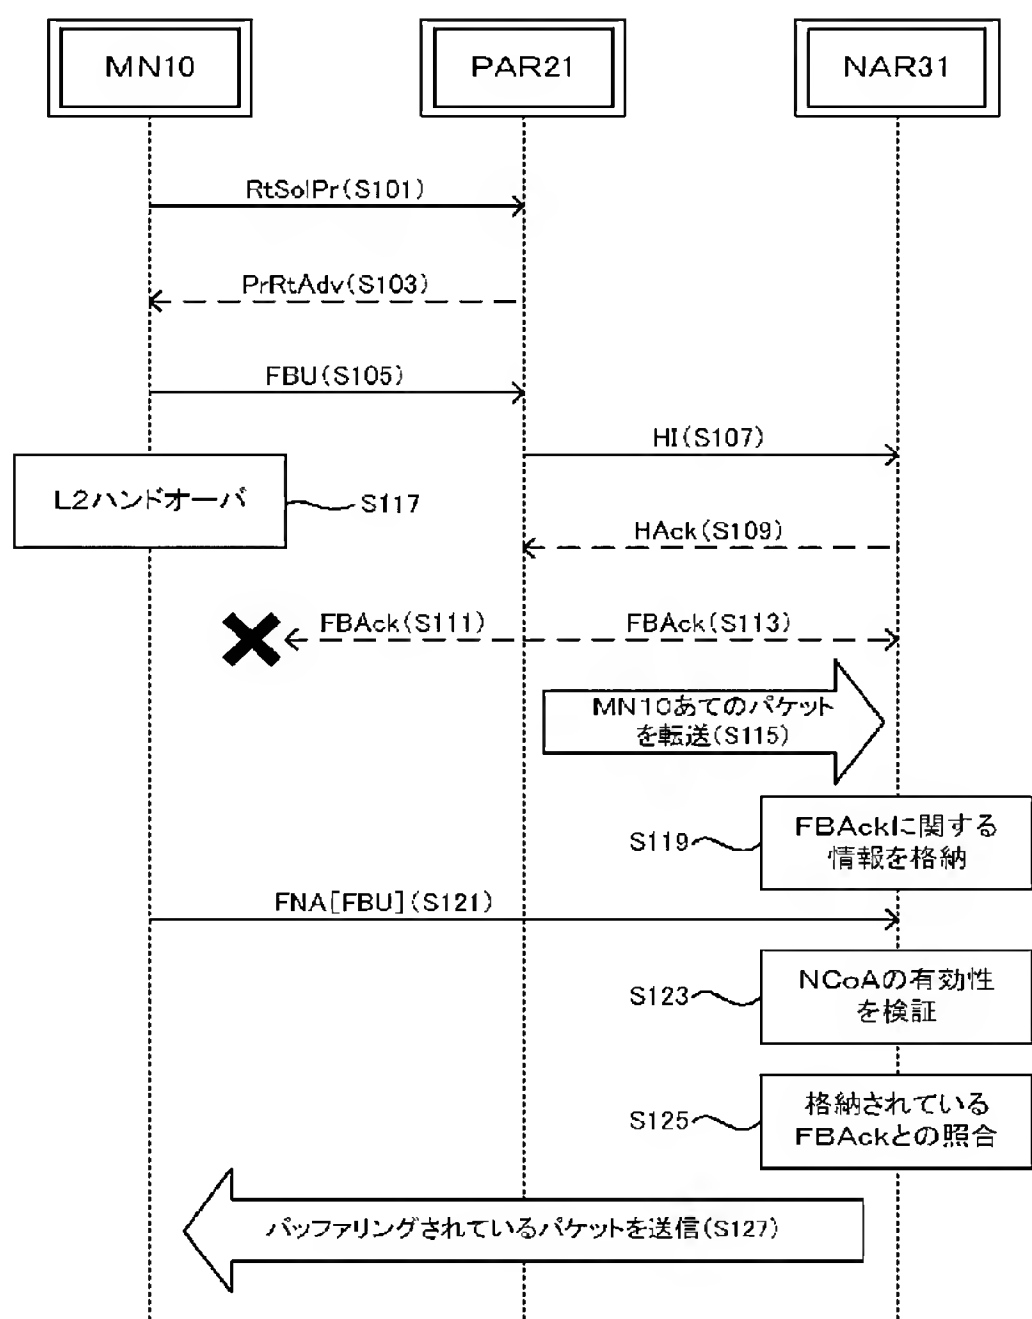 MN10
PAR21
NAR31
RtSolPr(S101)
PrRtAdv(S103)
FBU(S105)
HI(S107)
L2ハンドオーバ
S117
HAck(S109)
FBAck(S111)
FBAck(S113)
MN10あてのパケット
を転送(S115)
S119
FBAckに関する
情報を格納
FNA[FBU](S121)
S123
NCoAの有効性
を検証
S125
格納されている
FBAckとの照合
バッファリングされているパケットを送信(S127)